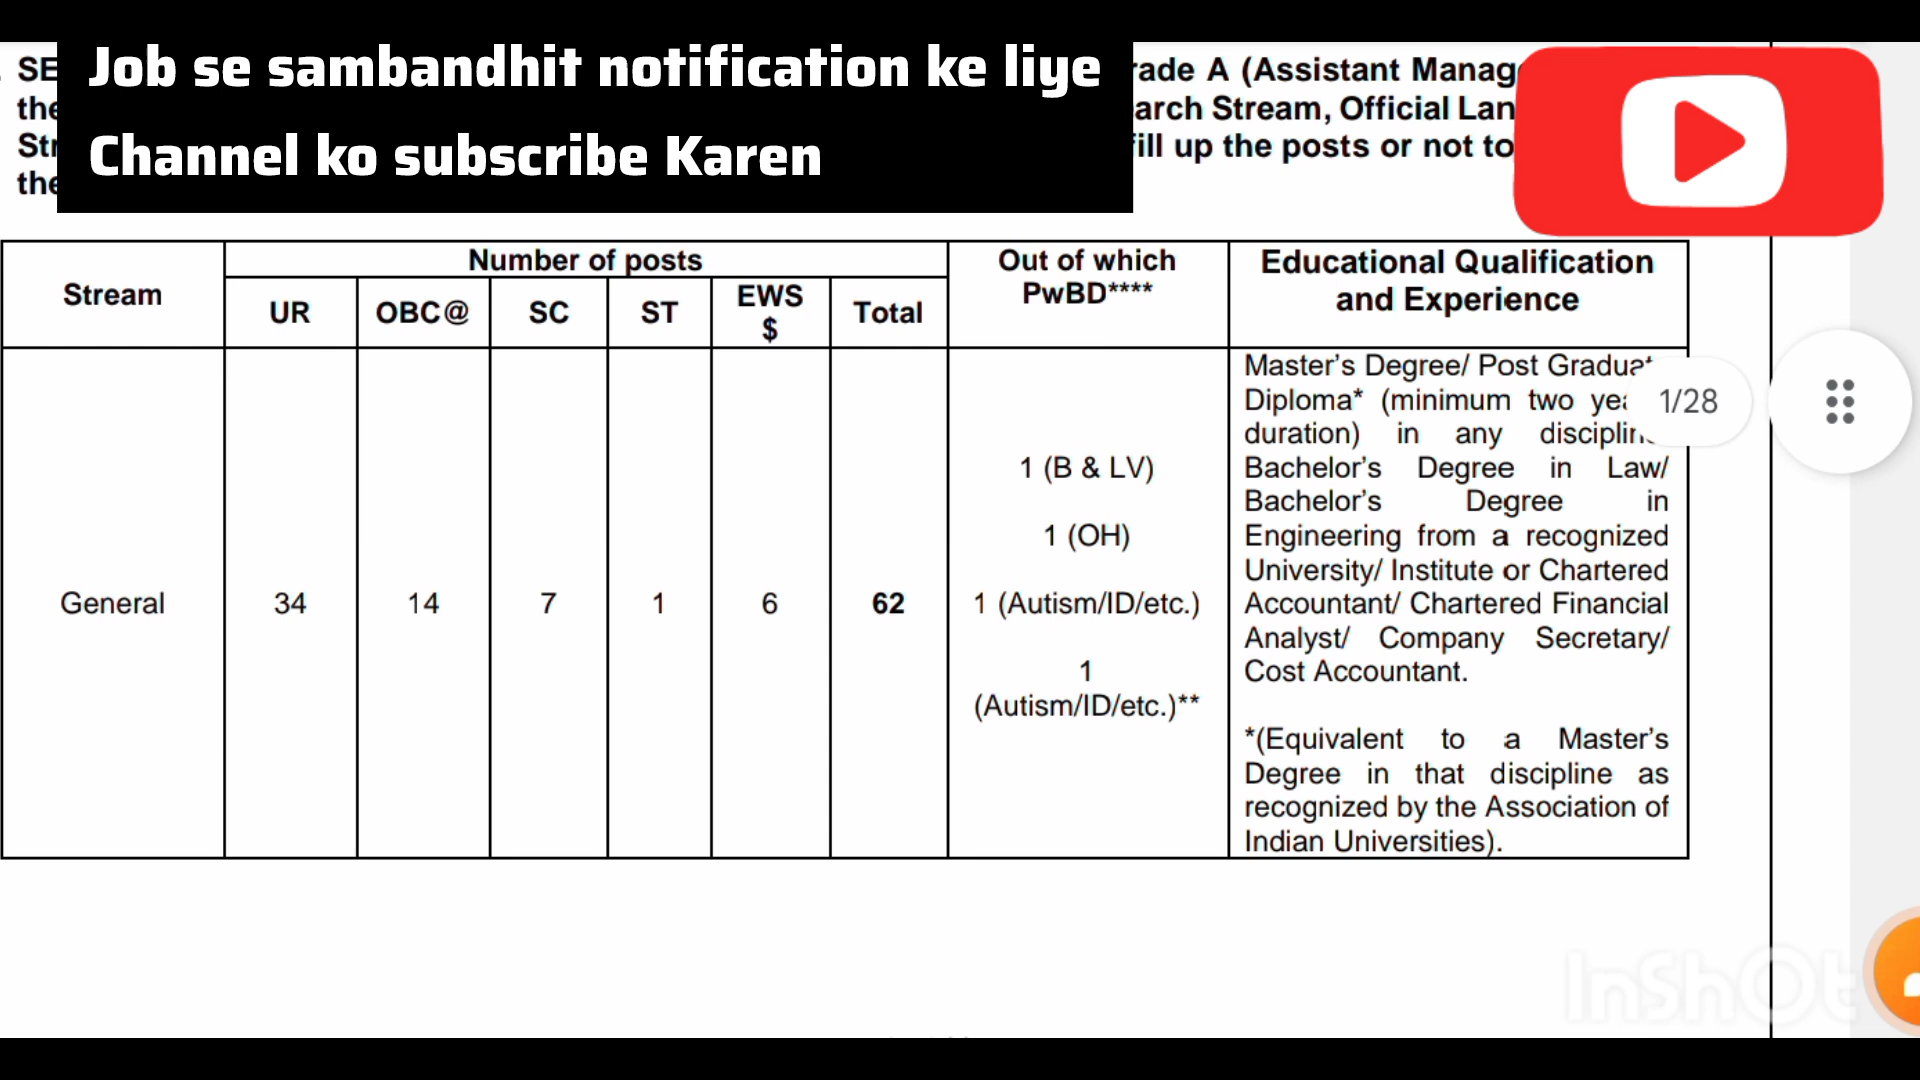 Job se sambandhit notification ke liye
Channel ko subscribe Karen
SE
the
Str
the
rade A (Assistant Manag
arch Stream, Official Lan
fill up the posts or not to
Stream
Number of posts
UR OBC@ SC ST EWS $ Total
Out of which
PwBD****
Educational Qualification
and Experience
General 34 14 7 1 6 62
1 (B & LV)
1 (OH)
1 (Autism/ID/etc.)
1
(Autism/ID/etc.)**
Master's Degree/ Post Graduat
Diploma* (minimum two yea
duration) in any disciplin
Bachelor's Degree in Law/
Bachelor's Degree in
Engineering from a recognized
University/ Institute or Chartered
Accountant/ Chartered Financial
Analyst/ Company Secretary/
Cost Accountant.
*(Equivalent to a Master's
Degree in that discipline as
recognized by the Association of
Indian Universities).
1/28
InShOt